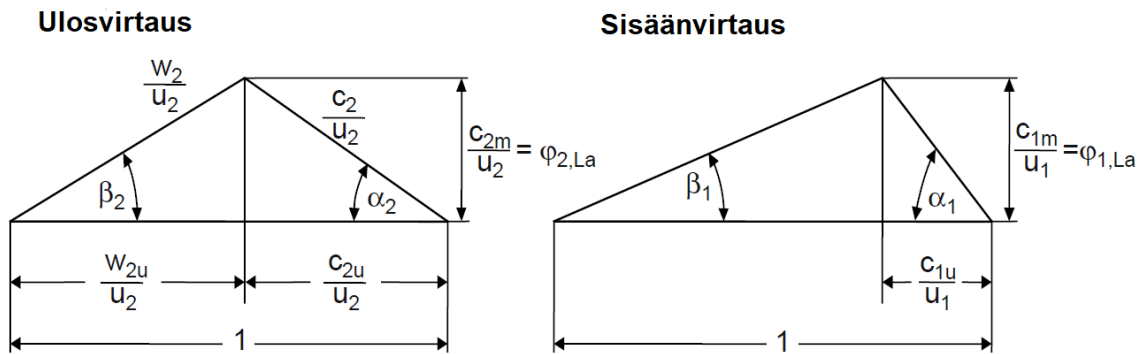 Ulosvirtaus
w₂/u₂
c₂/u₂
c₂ₘ/u₂ = φ₂,La
β₂
α₂
w₂ᵤ/u₂
c₂ᵤ/u₂
1
Sisäänvirtaus
c₁ₘ/u₁ =φ₁,La
β₁
α₁
c₁ᵤ/u₁
1